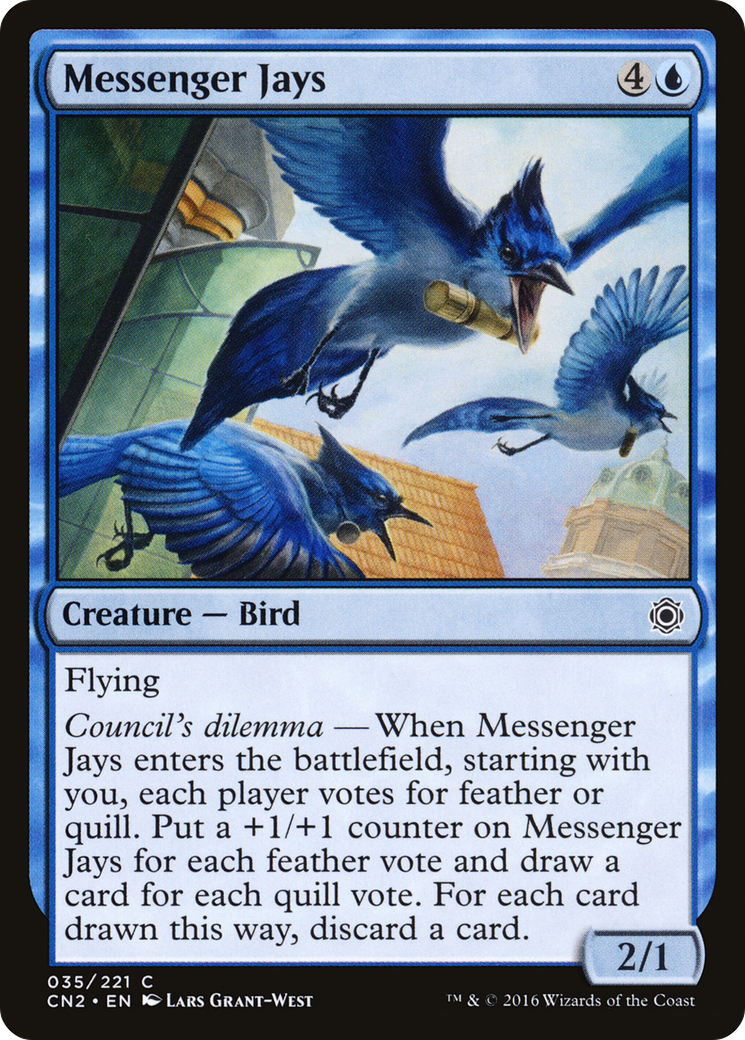 Messenger Jays 4
Creature — Bird
Flying
Council's dilemma — When Messenger
Jays enters the battlefield, starting with
you, each player votes for feather or
quill. Put a +1/+1 counter on Messenger
Jays for each feather vote and draw a
card for each quill vote. For each card
drawn this way, discard a card.
2/1
035/221 C
CN2 • EN Lars Grant-West
™ & © 2016 Wizards of the Coast